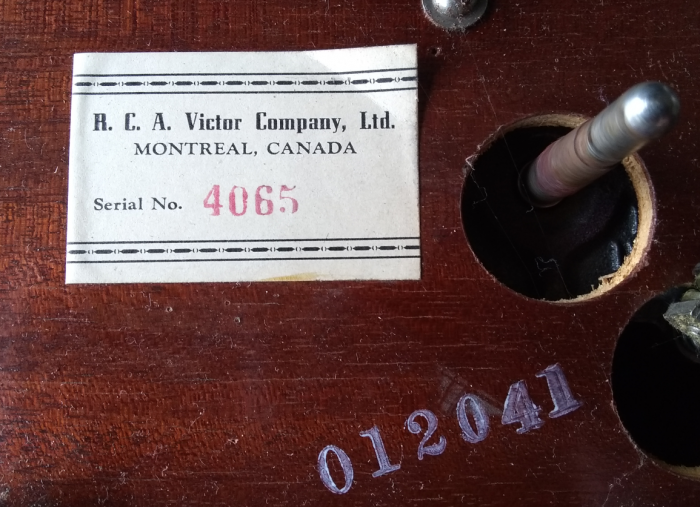 R. C. A. Victor Company, Ltd.
MONTREAL, CANADA
Serial No. 4065
012041